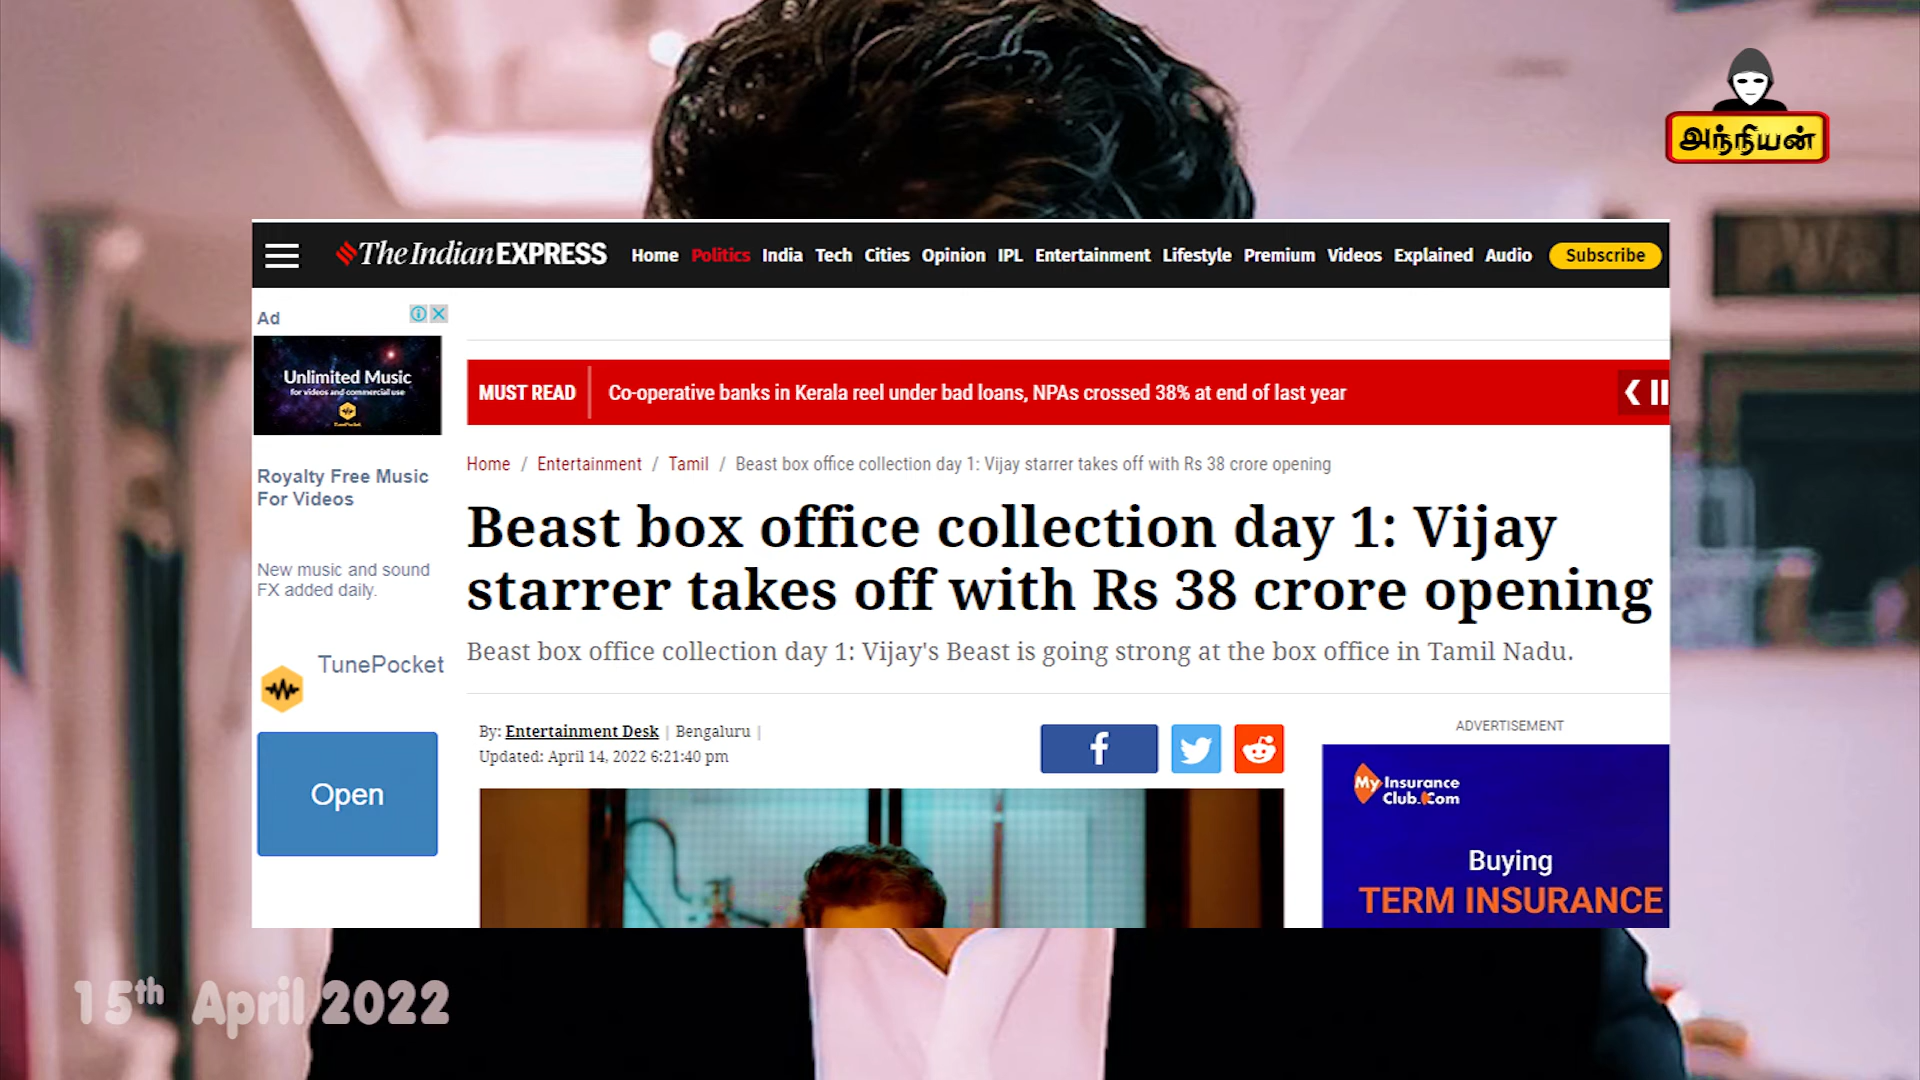 அந்நியன்
The Indian EXPRESS
Home Politics India Tech Cities Opinion IPL Entertainment Lifestyle Premium Videos Explained Audio Subscribe
Ad
Unlimited Music
for videos and commercial use
TunePocket
Royalty Free Music
For Videos
New music and sound
FX added daily.
TunePocket
Open
MUST READ Co-operative banks in Kerala reel under bad loans, NPAs crossed 38% at end of last year
Home / Entertainment / Tamil / Beast box office collection day 1: Vijay starrer takes off with Rs 38 crore opening
Beast box office collection day 1: Vijay
starrer takes off with Rs 38 crore opening
Beast box office collection day 1: Vijay's Beast is going strong at the box office in Tamil Nadu.
By: Entertainment Desk | Bengaluru |
Updated: April 14, 2022 6:21:40 pm
ADVERTISEMENT
My Insurance
Club.Com
Buying
TERM INSURANCE
15th April 2022